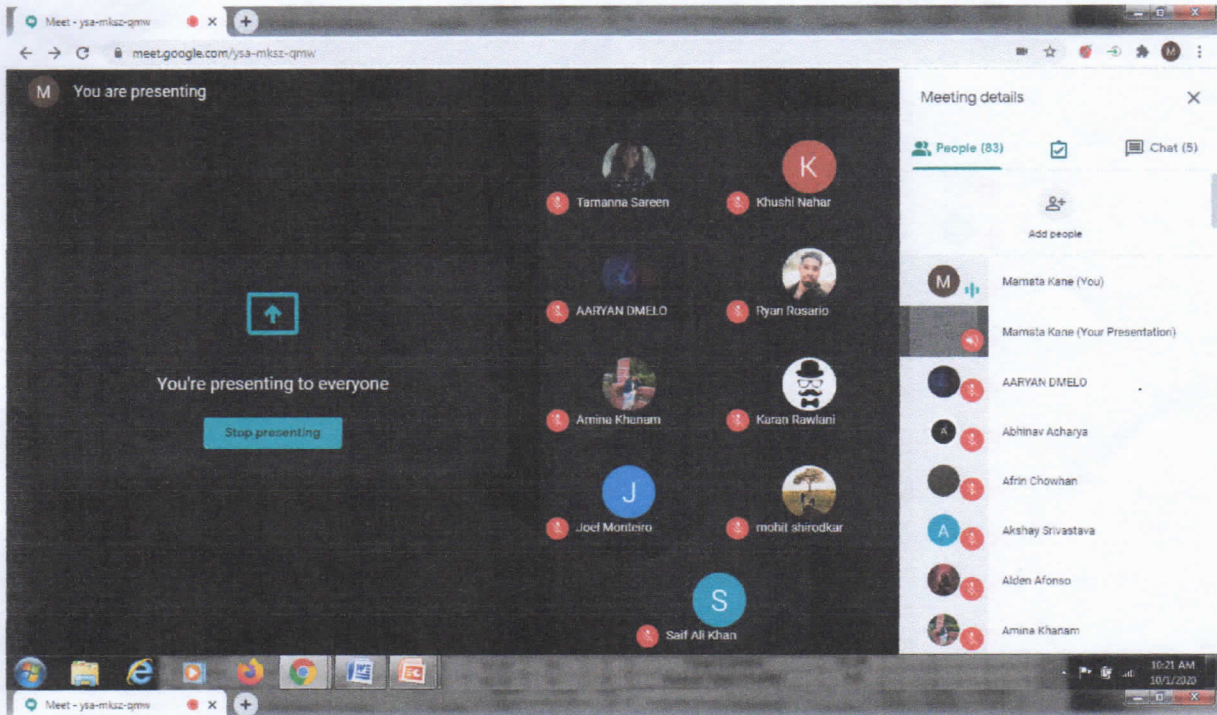 Meet - ysa-mksz-qmw
meet.google.com/ysa-mksz-qmw
M
M You are presenting
Meeting details
People (83)
Chat (5)
Add people
K
Tamanna Sareen
Khushi Nahar
AARYAN DMELO
Ryan Rosario
You're presenting to everyone
Stop presenting
Amina Khanam
Karan Rawlani
J
Joel Monteiro
mohit shirodkar
S
Saif Ali Khan
M Mamata Kane (You)
Mamata Kane (Your Presentation)
AARYAN DMELO
A Abhinav Acharya
Afrin Chowhan
A Akshay Srivastava
Alden Afonso
Amina Khanam
10:21 AM
10/1/2020
Meet - ysa-mksz-qmw